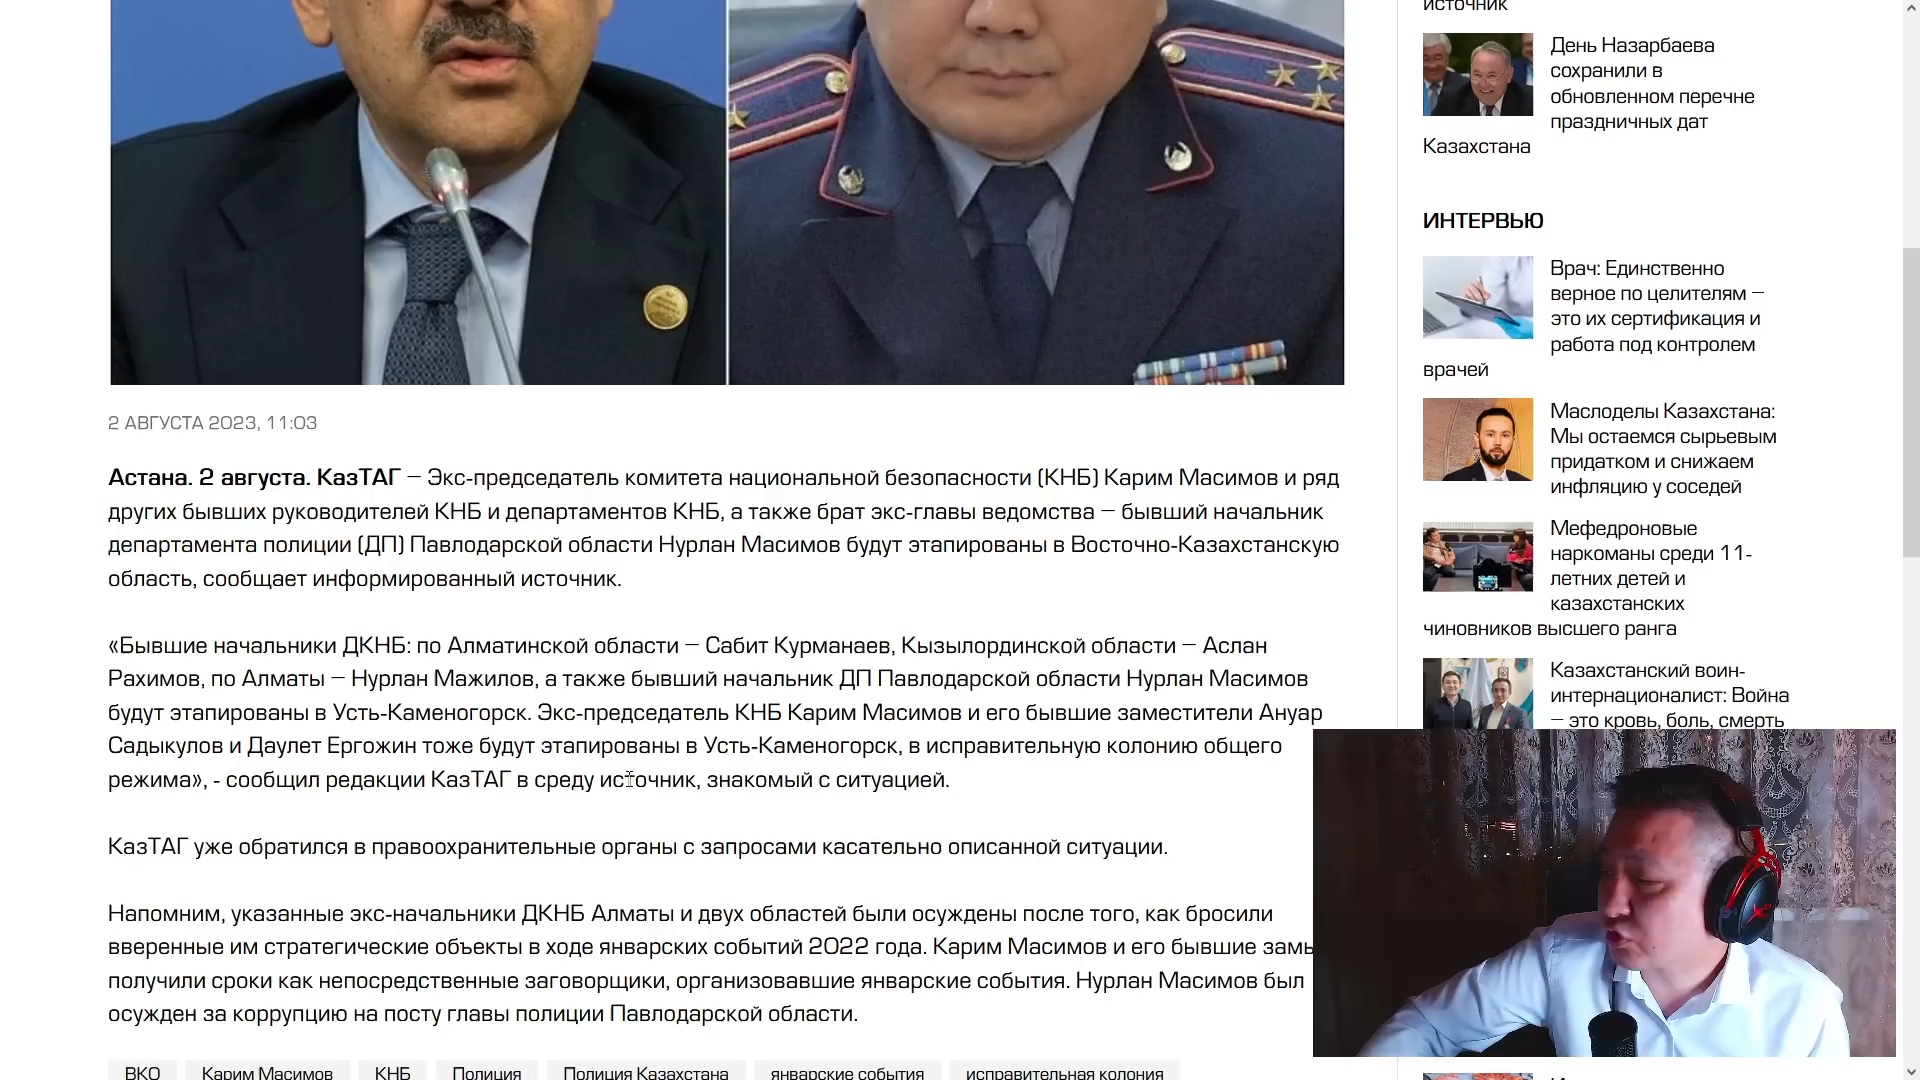 2 АВГУСТА 2023, 11:03
Астана. 2 августа. КазТАГ – Экс-председатель комитета национальной безопасности (КНБ) Карим Масимов и ряд
других бывших руководителей КНБ и департаментов КНБ, а также брат экс-главы ведомства – бывший начальник
департамента полиции (ДП) Павлодарской области Нурлан Масимов будут этапированы в Восточно-Казахстанскую
область, сообщает информированный источник.
«Бывшие начальники ДКНБ: по Алматинской области – Сабит Курманаев, Кызылординской области – Аслан
Рахимов, по Алматы – Нурлан Мажилов, а также бывший начальник ДП Павлодарской области Нурлан Масимов
будут этапированы в Усть-Каменогорск. Экс-председатель КНБ Карим Масимов и его бывшие заместители Ануар
Садыкулов и Даулет Ергожин тоже будут этапированы в Усть-Каменогорск, в исправительную колонию общего
режима», - сообщил редакции КазТАГ в среду источник, знакомый с ситуацией.
КазТАГ уже обратился в правоохранительные органы с запросами касательно описанной ситуации.
Напомним, указанные экс-начальники ДКНБ Алматы и двух областей были осуждены после того, как бросили
вверенные им стратегические объекты в ходе январских событий 2022 года. Карим Масимов и его бывшие замы
получили сроки как непосредственные заговорщики, организовавшие январские события. Нурлан Масимов был
осужден за коррупцию на посту главы полиции Павлодарской области.
ВКО Карим Масимов КНБ Полиция Полиция Казахстана январские события исправительная колония
источник
День Назарбаева
сохранили в
обновленном перечне
праздничных дат
Казахстана
ИНТЕРВЬЮ
Врач: Единственно
верное по целителям –
это их сертификация и
работа под контролем
врачей
Маслоделы Казахстана:
Мы остаемся сырьевым
придатком и снижаем
инфляцию у соседей
Мефедроновые
наркоманы среди 11-
летних детей и
казахстанских
чиновников высшего ранга
Казахстанский воин-
интернационалист: Война
– это кровь, боль, смерть